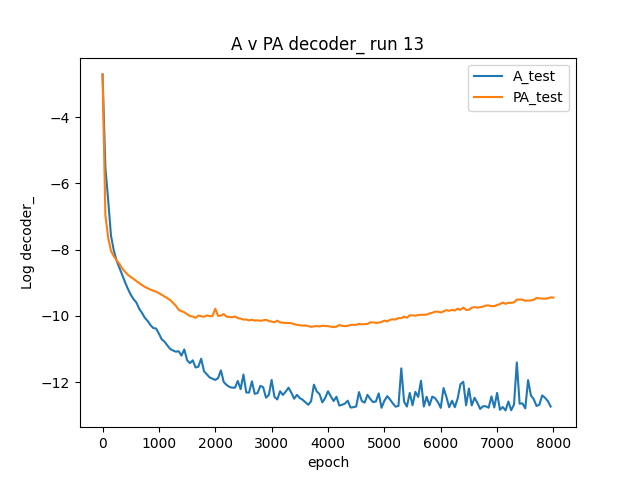 A v PA decoder_ run 13
A_test
PA_test
Log decoder_
−4
−6
−8
−10
−12
0 1000 2000 3000 4000 5000 6000 7000 8000
epoch